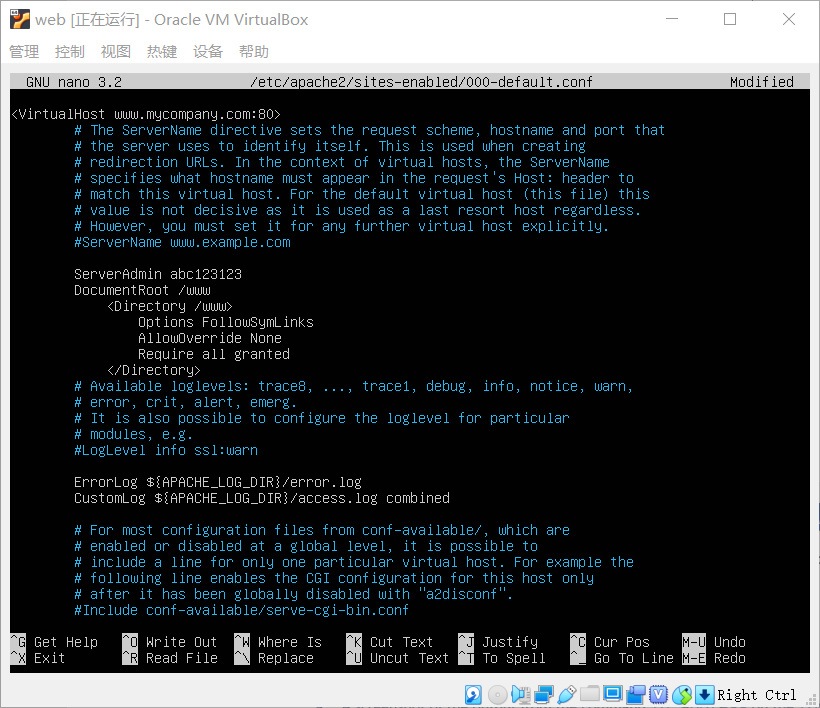 web [正在运行] - Oracle VM VirtualBox
管理 控制 视图 热键 设备 帮助
GNU nano 3.2 /etc/apache2/sites-enabled/000-default.conf Modified
<VirtualHost www.mycompany.com:80>
# The ServerName directive sets the request scheme, hostname and port that
# the server uses to identify itself. This is used when creating
# redirection URLs. In the context of virtual hosts, the ServerName
# specifies what hostname must appear in the request's Host: header to
# match this virtual host. For the default virtual host (this file) this
# value is not decisive as it is used as a last resort host regardless.
# However, you must set it for any further virtual host explicitly.
#ServerName www.example.com
ServerAdmin abc123123
DocumentRoot /www
<Directory /www>
Options FollowSymLinks
AllowOverride None
Require all granted
</Directory>
# Available loglevels: trace8, ..., trace1, debug, info, notice, warn,
# error, crit, alert, emerg.
# It is also possible to configure the loglevel for particular
# modules, e.g.
#LogLevel info ssl:warn
ErrorLog ${APACHE_LOG_DIR}/error.log
CustomLog ${APACHE_LOG_DIR}/access.log combined
# For most configuration files from conf-available/, which are
# enabled or disabled at a global level, it is possible to
# include a line for only one particular virtual host. For example the
# following line enables the CGI configuration for this host only
# after it has been globally disabled with "a2disconf".
#Include conf-available/serve-cgi-bin.conf
^G Get Help ^O Write Out ^W Where Is ^K Cut Text ^J Justify ^C Cur Pos M-U Undo
^X Exit ^R Read File ^\ Replace ^U Uncut Text ^T To Spell ^_ Go To Line M-E Redo
Right Ctrl